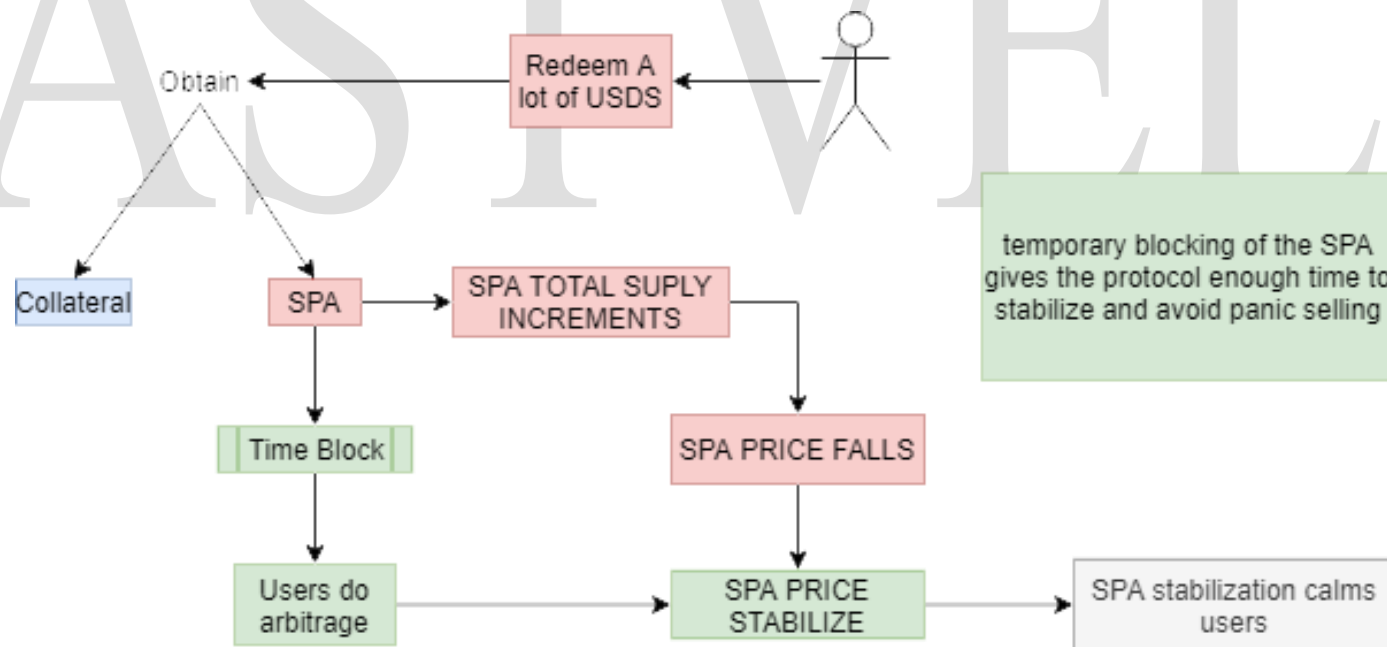 ASTVEL
Redeem A
lot of USDS
Obtain
temporary blocking of the SPA
gives the protocol enough time to
stabilize and avoid panic selling
Collateral
SPA
SPA TOTAL SUPLY
INCREMENTS
Time Block
SPA PRICE FALLS
Users do
arbitrage
SPA PRICE
STABILIZE
SPA stabilization calms
users